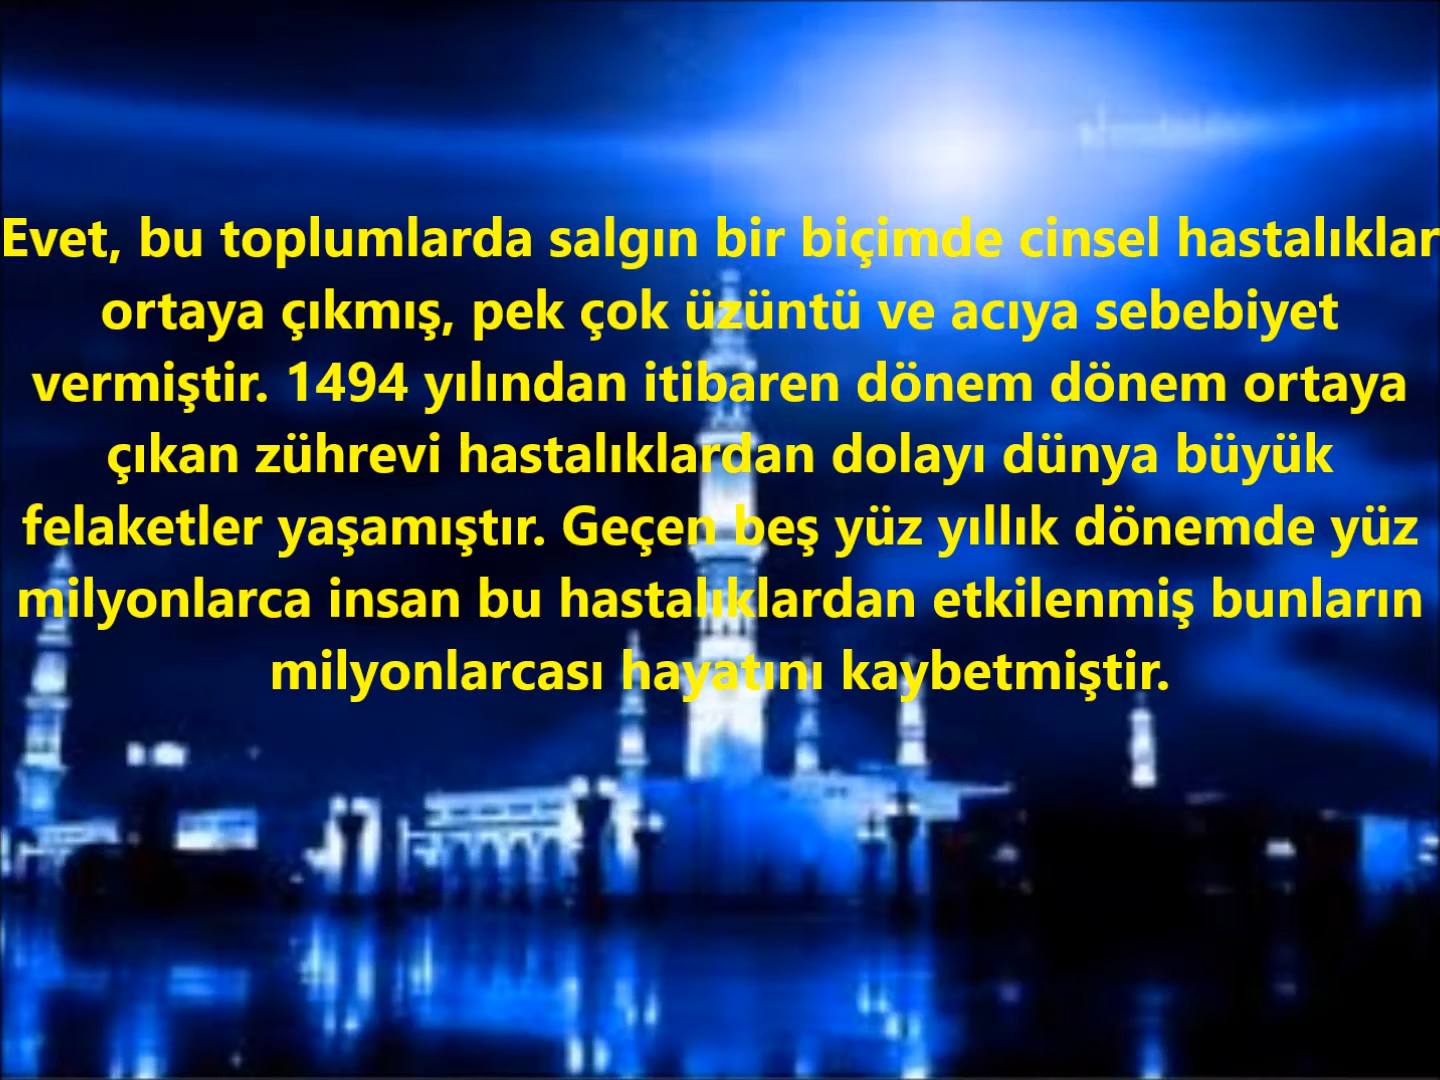 Evet, bu toplumlarda salgın bir biçimde cinsel hastalıklar
ortaya çıkmış, pek çok üzüntü ve acıya sebebiyet
vermiştir. 1494 yılından itibaren dönem dönem ortaya
çıkan zührevi hastalıklardan dolayı dünya büyük
felaketler yaşamıştır. Geçen beş yüz yıllık dönemde yüz
milyonlarca insan bu hastalıklardan etkilenmiş bunların
milyonlarcası hayatını kaybetmiştir.